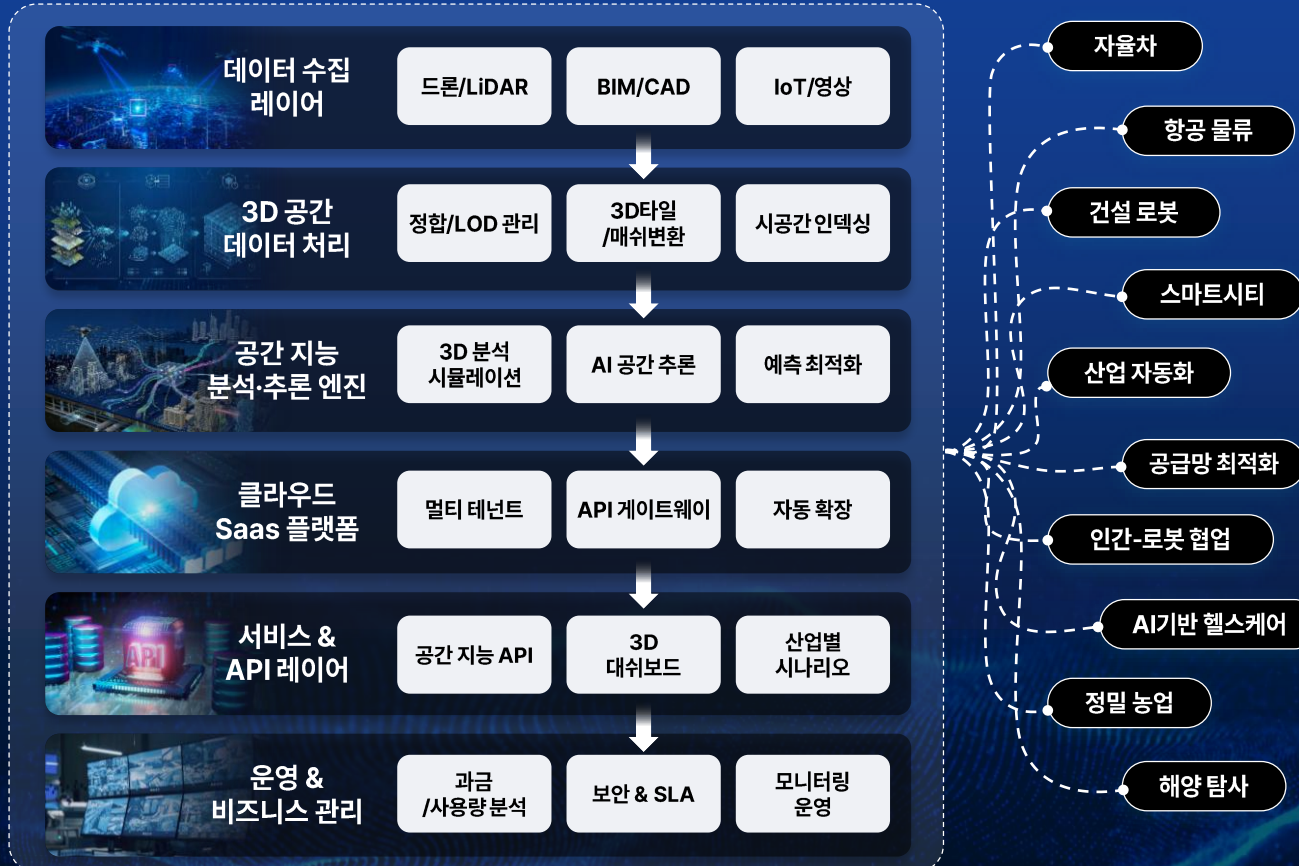 데이터 수집
레이어
드론/LiDAR
BIM/CAD
IoT/영상
3D 공간
데이터 처리
정합/LOD 관리
3D타일
/매쉬변환
시공간 인덱싱
공간 지능
분석·추론 엔진
3D 분석
시뮬레이션
AI 공간 추론
예측 최적화
클라우드
Saas 플랫폼
멀티 테넌트
API 게이트웨이
자동 확장
서비스 &
API 레이어
API
공간 지능 API
3D
대쉬보드
산업별
시나리오
운영 &
비즈니스 관리
과금
/사용량 분석
보안 & SLA
모니터링
운영
자율차
항공 물류
건설 로봇
스마트시티
산업 자동화
공급망 최적화
인간-로봇 협업
AI기반 헬스케어
정밀 농업
해양 탐사